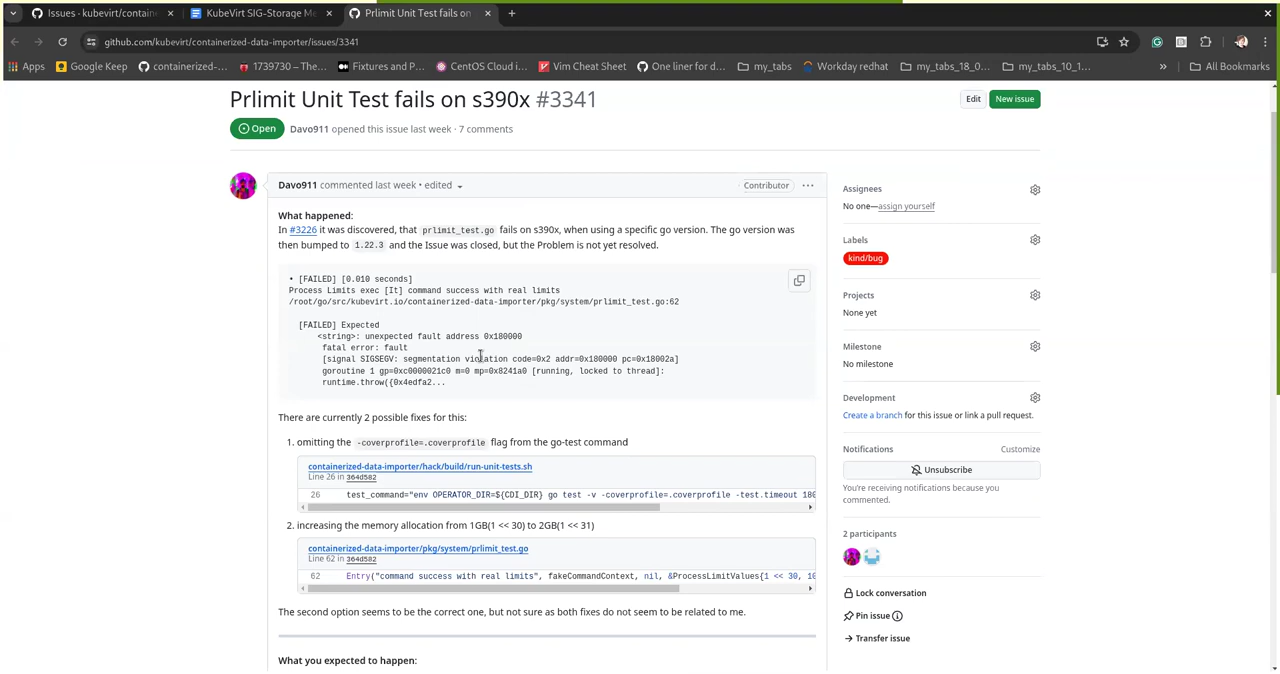 Issues · kubevirt/contain
KubeVirt SIG-Storage Me
Prlimit Unit Test fails on
github.com/kubevirt/containerized-data-importer/issues/3341
Apps
Google Keep
containerized-...
1739730 – The...
Fixtures and P...
CentOS Cloud i...
Vim Cheat Sheet
One liner for d...
my_tabs
Workday redhat
my_tabs_18_0...
my_tabs_10_1...
»
All Bookmarks
Prlimit Unit Test fails on s390x #3341
Edit
New issue
Open
Davo911 opened this issue last week · 7 comments
Davo911 commented last week • edited
Contributor
What happened:
In #3226 it was discovered, that prlimit_test.go fails on s390x, when using a specific go version. The go version was
then bumped to 1.22.3 and the Issue was closed, but the Problem is not yet resolved.
• [FAILED] [0.010 seconds]
Process Limits exec [It] command success with real limits
/root/go/src/kubevirt.io/containerized-data-importer/pkg/system/prlimit_test.go:62
[FAILED] Expected
<string>: unexpected fault address 0x180000
fatal error: fault
[signal SIGSEGV: segmentation violation code=0x2 addr=0x180000 pc=0x18002a]
goroutine 1 gp=0xc0000021c0 m=0 mp=0x8241a0 [running, locked to thread]:
runtime.throw({0x4edfa2...
There are currently 2 possible fixes for this:
1. omitting the -coverprofile=.coverprofile flag from the go-test command
containerized-data-importer/hack/build/run-unit-tests.sh
Line 26 in 364d582
26 test_command="env OPERATOR_DIR=${CDI_DIR} go test -v -coverprofile=.coverprofile -test.timeout 180
2. increasing the memory allocation from 1GB(1 << 30) to 2GB(1 << 31)
containerized-data-importer/pkg/system/prlimit_test.go
Line 62 in 364d582
62 Entry("command success with real limits", fakeCommandContext, nil, &ProcessLimitValues{1 << 30, 10
The second option seems to be the correct one, but not sure as both fixes do not seem to be related to me.
What you expected to happen:
Assignees
No one—assign yourself
Labels
kind/bug
Projects
None yet
Milestone
No milestone
Development
Create a branch for this issue or link a pull request.
Notifications
Customize
Unsubscribe
You're receiving notifications because you
commented.
2 participants
Lock conversation
Pin issue
Transfer issue